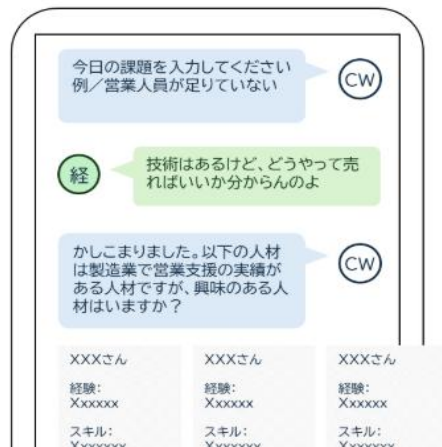 今日の課題を入力してください
例／営業人員が足りていない
CW
経
技術はあるけど、どうやって売
ればいいか分からんのよ
かしこまりました。以下の人材
は製造業で営業支援の実績が
ある人材ですが、興味のある人
材はいますか？
CW
XXXさん
経験:
Xxxxxx
スキル:
Xxxxxxx
XXXさん
経験:
Xxxxxx
スキル:
Xxxxxxx
XXXさん
経験:
Xxxxxx
スキル:
Xxxxxxx